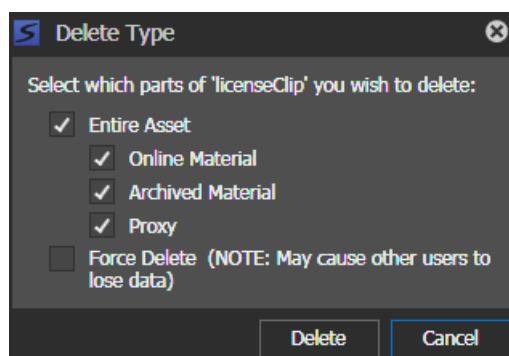 Delete Type
Select which parts of 'licenseClip' you wish to delete:
Entire Asset
Online Material
Archived Material
Proxy
Force Delete (NOTE: May cause other users to
lose data)
Delete Cancel